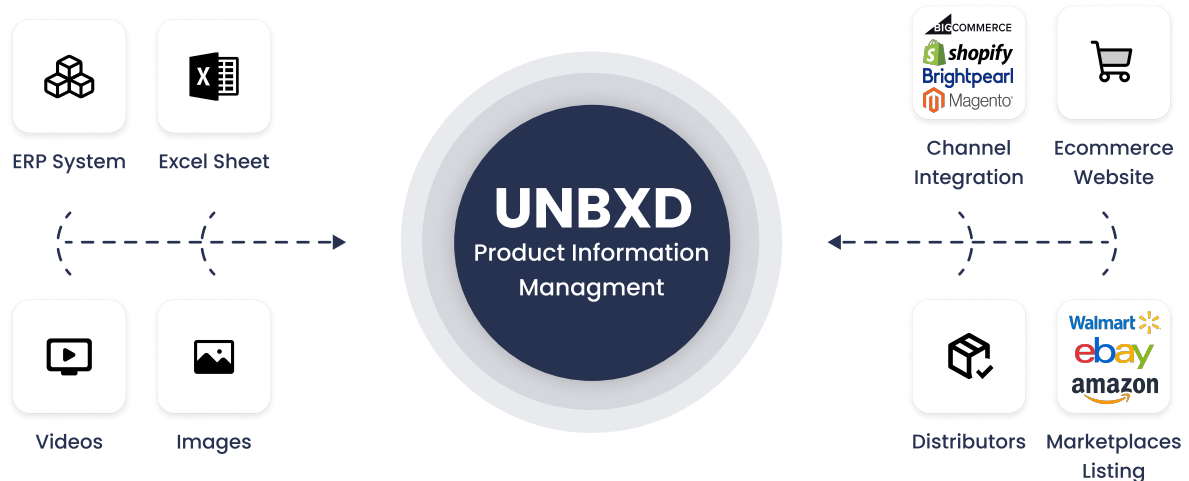 BIGCOMMERCE
shopify
Brightpearl
Magento
X
ERP System
Excel Sheet
Channel
Integration
Ecommerce
Website
UNBXD
Product Information
Managment
Walmart
ebay
amazon
Videos
Images
Distributors
Marketplaces
Listing